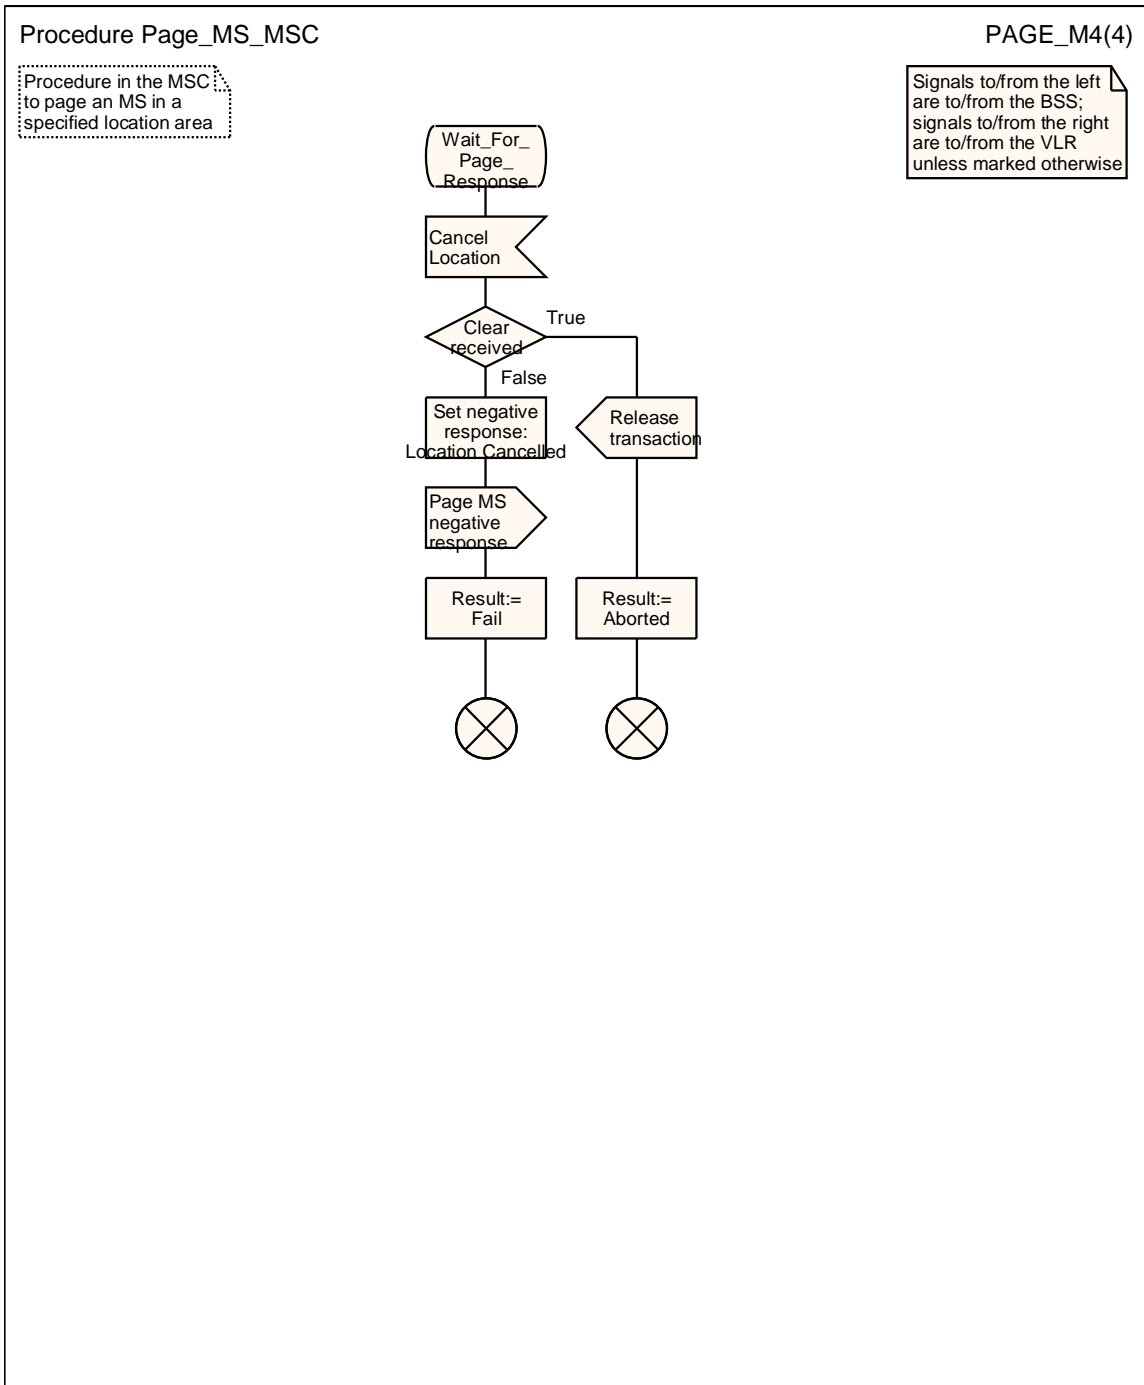 Procedure Page_MS_MSC
PAGE_M4(4)
Procedure in the MSC
to page an MS in a
specified location area
Signals to/from the left
are to/from the BSS;
signals to/from the right
are to/from the VLR
unless marked otherwise
Wait_For_
Page_
Response
Cancel
Location
Clear
received
True
False
Set negative
response:
Location Cancelled
Release
transaction
Page MS
negative
response
Result:=
Fail
Result:=
Aborted